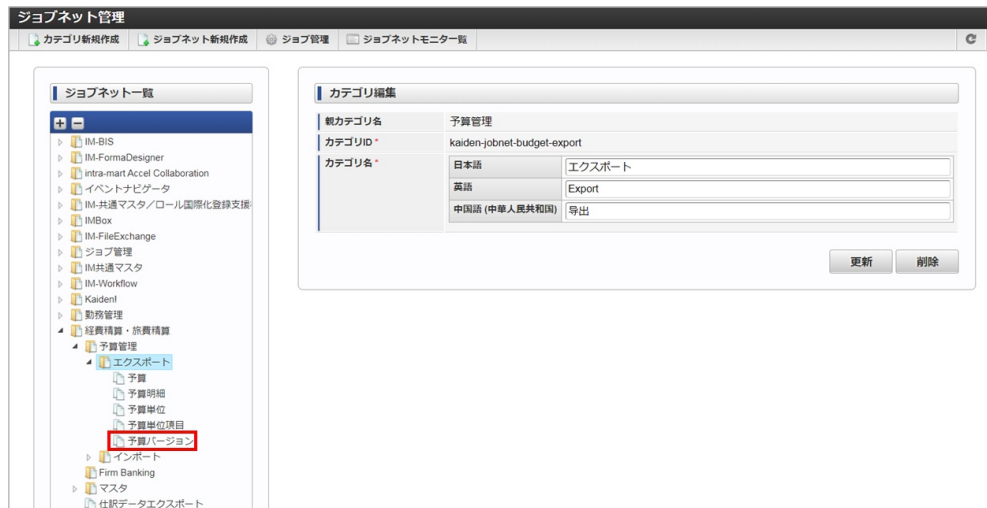 ジョブネット管理
カテゴリ新規作成 ジョブネット新規作成 ジョブ管理 ジョブネットモニター覧
ジョブネット一覧
IM-BIS
IM-FormaDesigner
intra-mart Accel Collaboration
イベントナビゲータ
IM-共通マスタ／ロール国際化登録支援
IMBox
IM-FileExchange
ジョブ管理
IM共通マスタ
IM-Workflow
Kaiden!
勤務管理
経費精算・旅費精算
予算管理
エクスポート
予算
予算明細
予算単位
予算単位項目
予算バージョン
インポート
Firm Banking
マスタ
仕訳データエクスポート
カテゴリ編集
親カテゴリ名 予算管理
カテゴリID * kaiden-jobnet-budget-export
カテゴリ名 * 日本語 エクスポート
英語 Export
中国語 (中華人民共和国) 导出
更新 削除